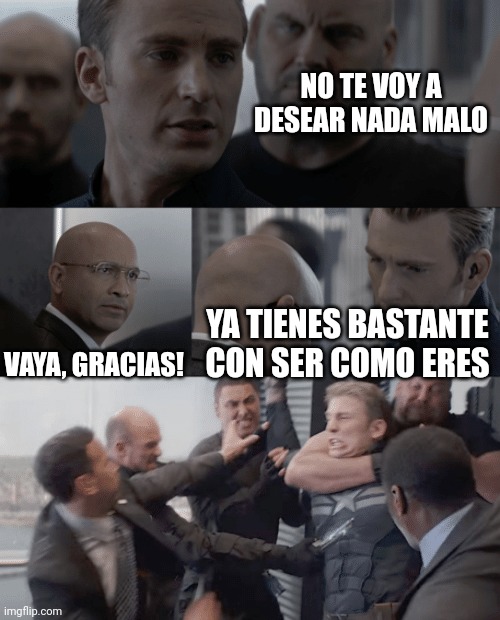 NO TE VOY A
DESEAR NADA MALO
VAYA, GRACIAS!
YA TIENES BASTANTE
CON SER COMO ERES
imgflip.com